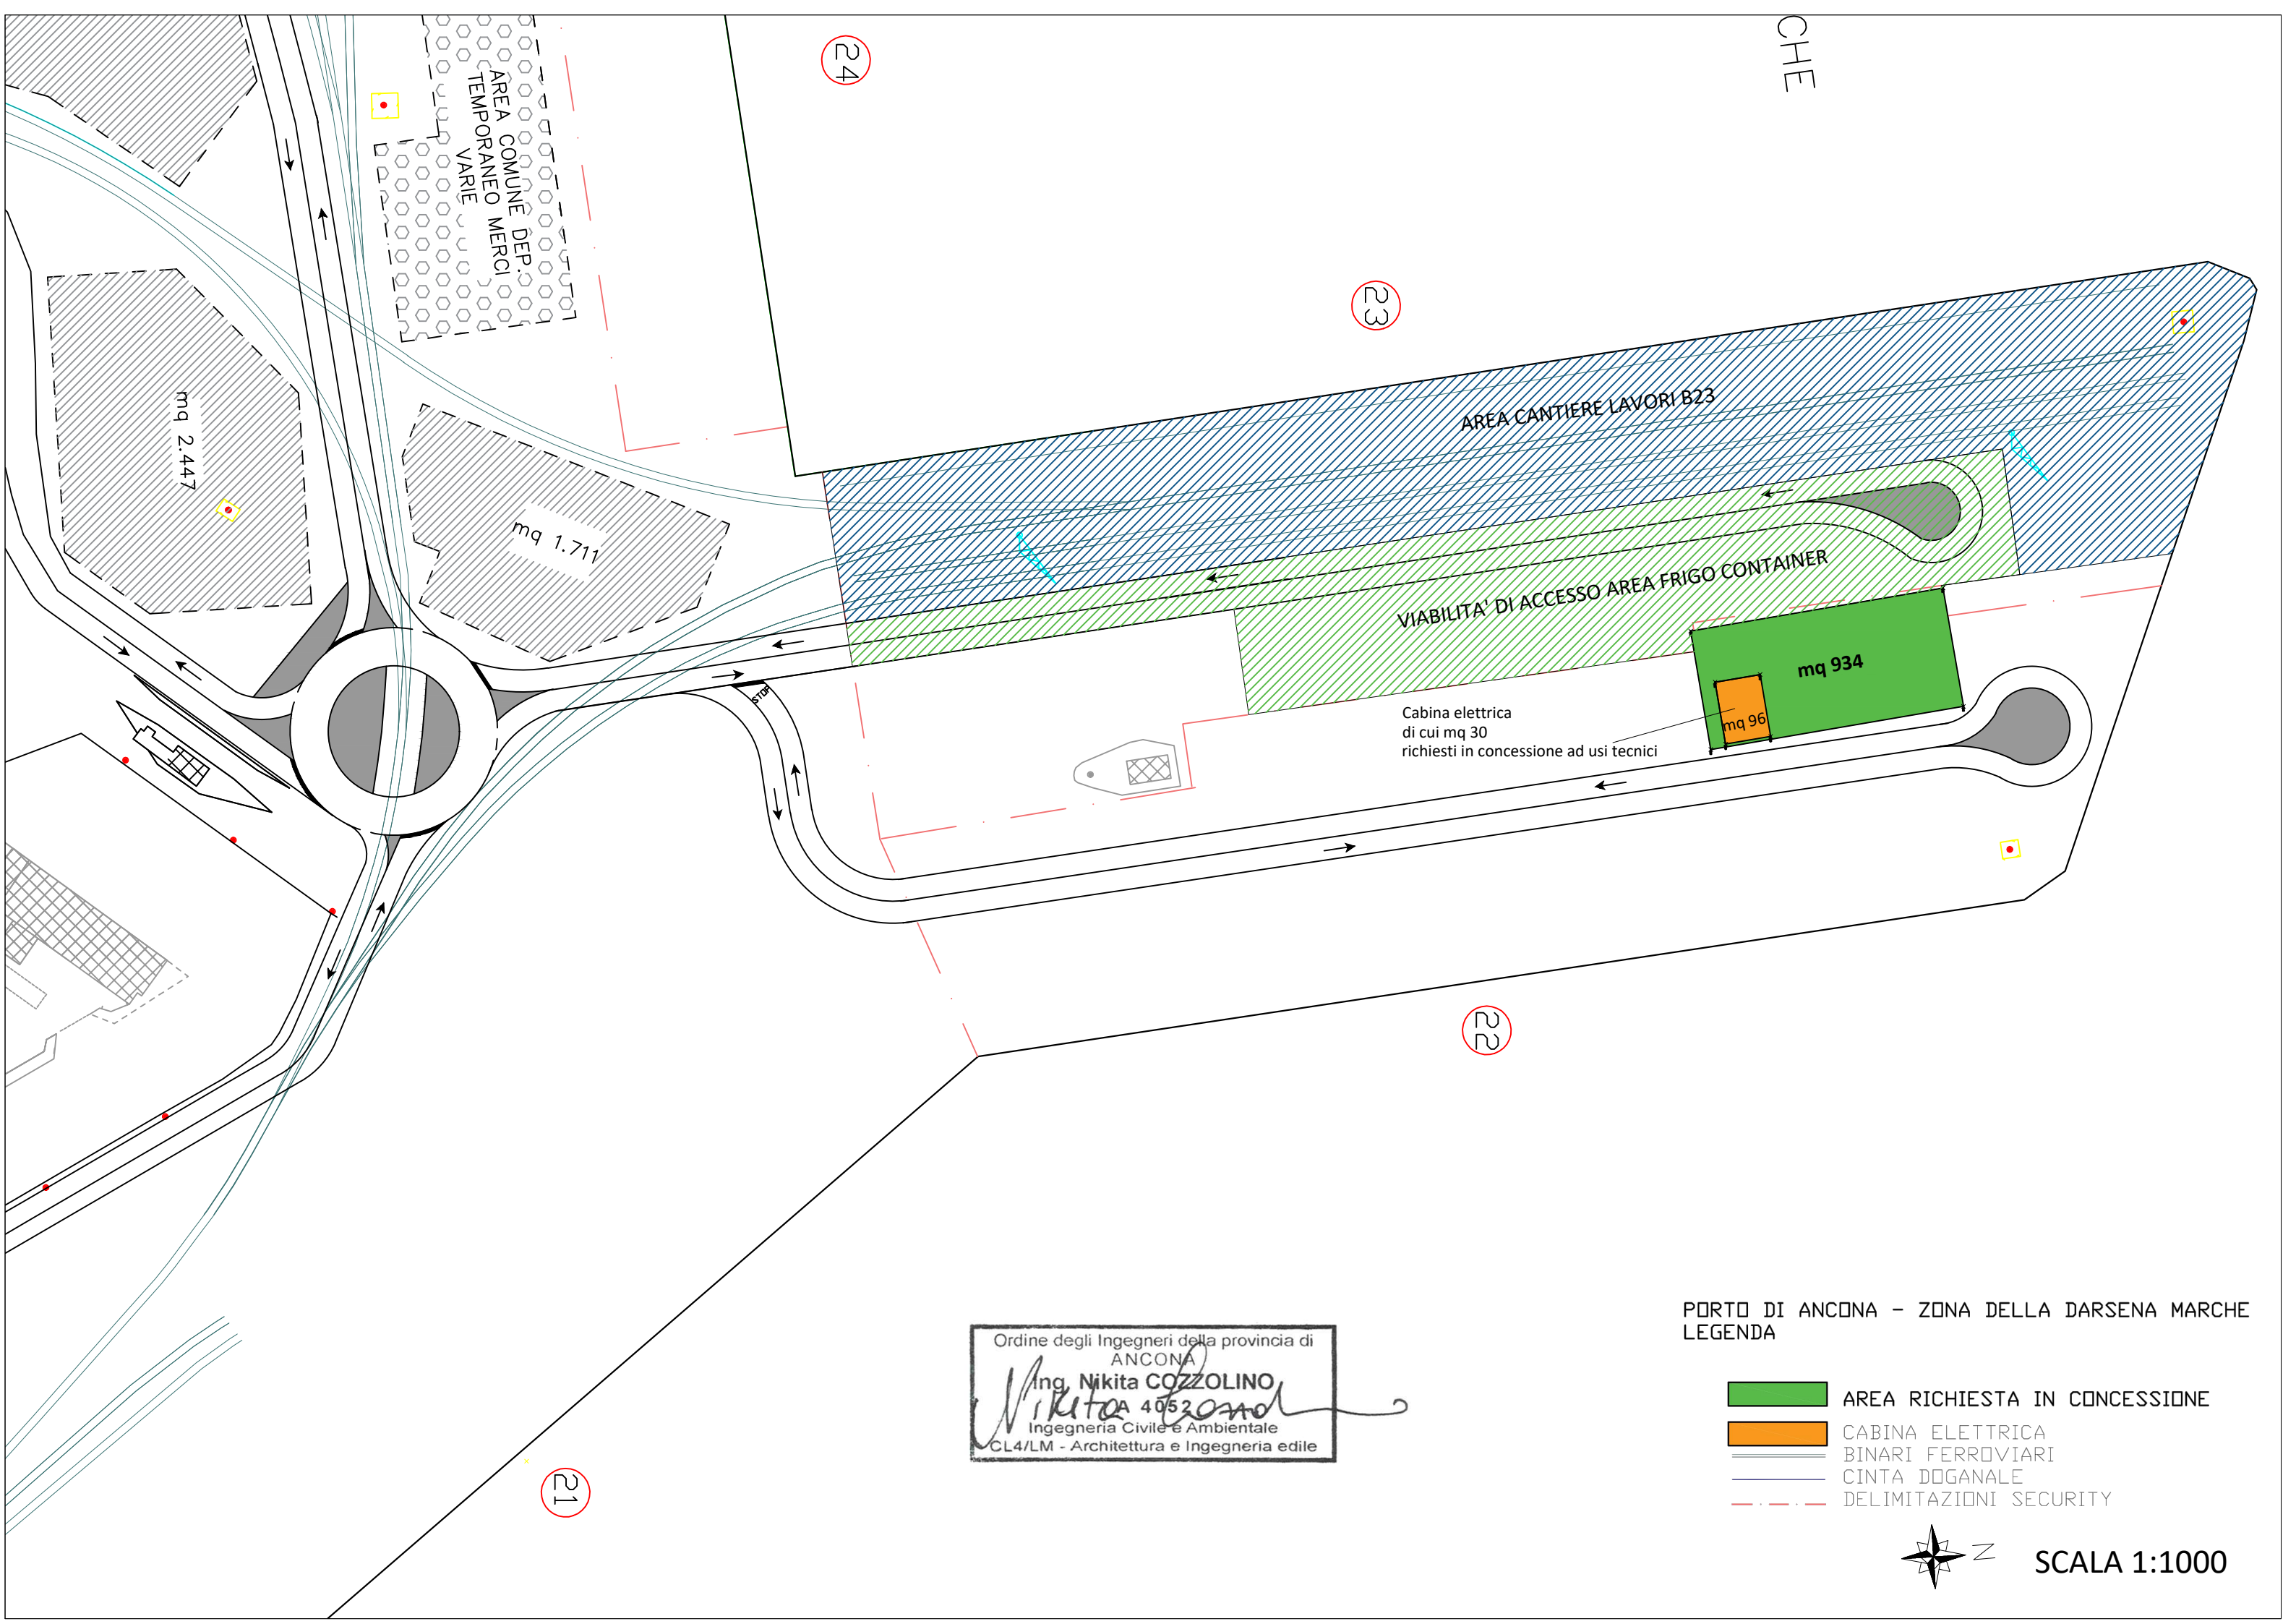 24
CHE
AREA COMUNE DEP.
TEMPORANEO MERCI
VARIE
23
mq 2.447
mq 1.711
AREA CANTIERE LAVORI B23
VIABILITA' DI ACCESSO AREA FRIGO CONTAINER
mq 934
STOP
mq 96
Cabina elettrica
di cui mq 30
richiesti in concessione ad usi tecnici
22
21
Ordine degli Ingegneri della provincia di
ANCONA
Ing. Nikita COZZOLINO
A 4052
Ingegneria Civile e Ambientale
CL4/LM - Architettura e Ingegneria edile
PORTO DI ANCONA - ZONA DELLA DARSENA MARCHE
LEGENDA
AREA RICHIESTA IN CONCESSIONE
CABINA ELETTRICA
BINARI FERROVIARI
CINTA DOGANALE
DELIMITAZIONI SECURITY
N
SCALA 1:1000